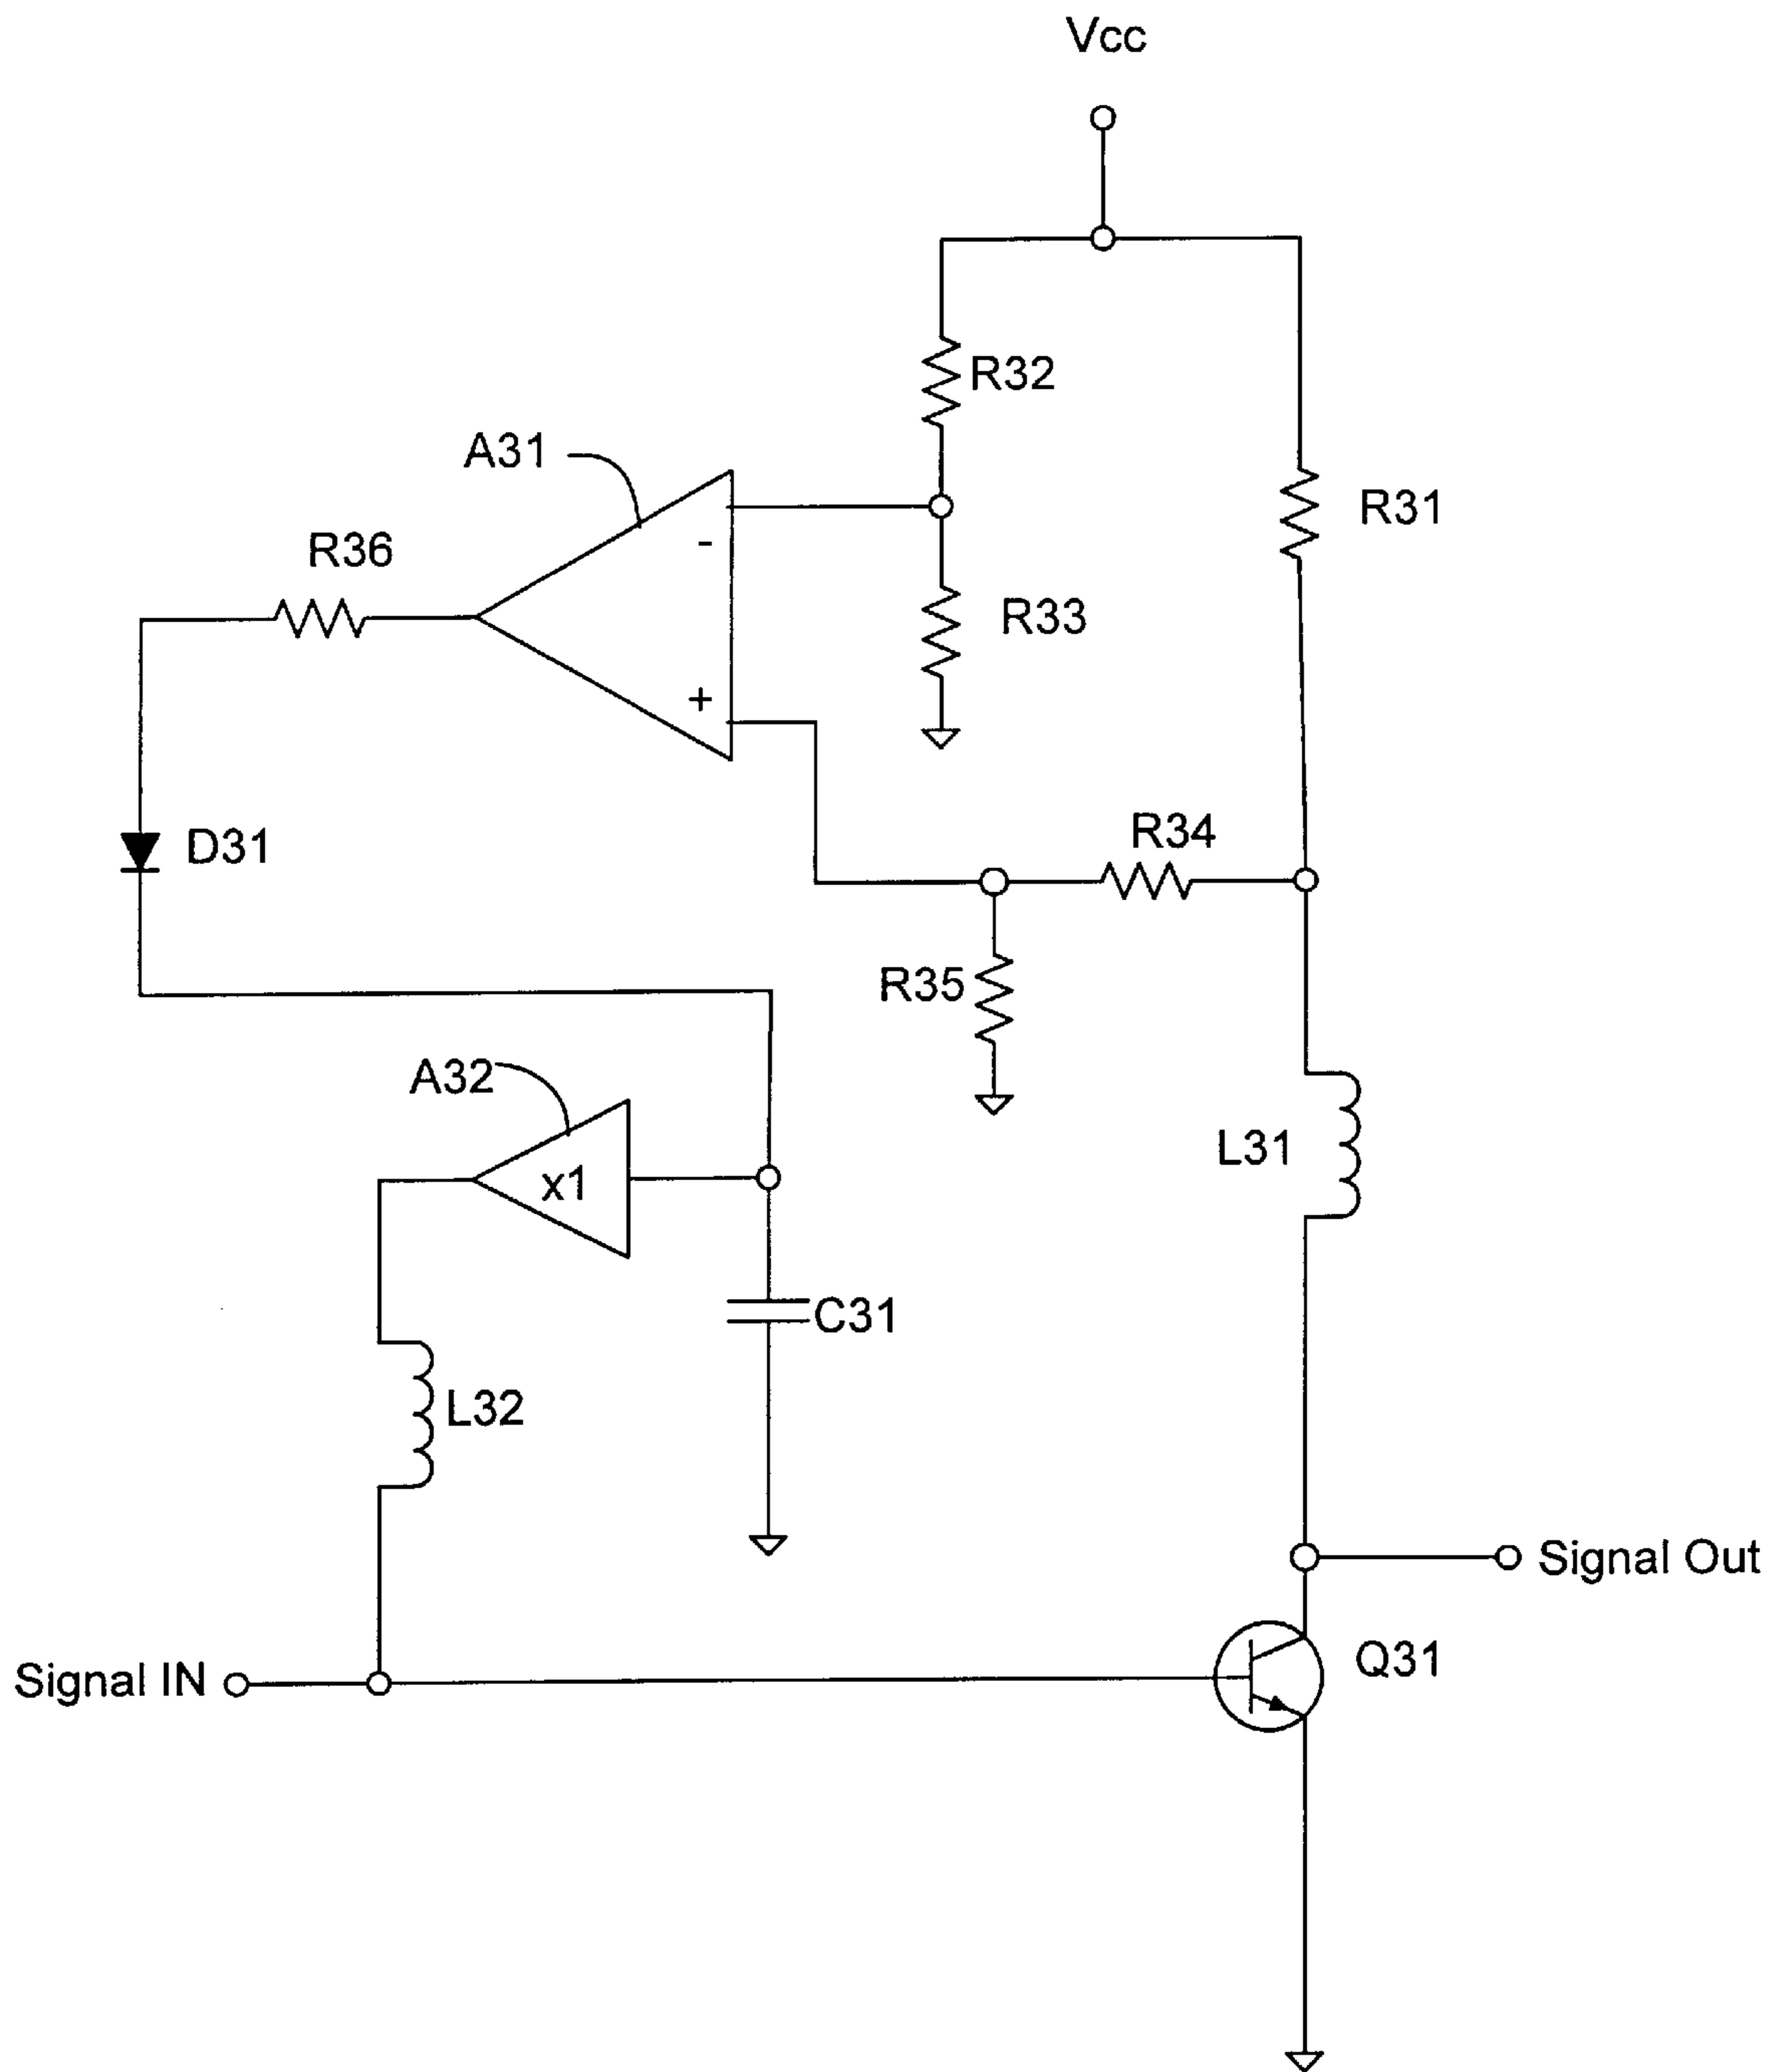 Vcc
R32
A31
R31
R36
-
R33
+
R34
D31
R35
A32
L31
x1
C31
L32
Signal Out
Q31
Signal IN